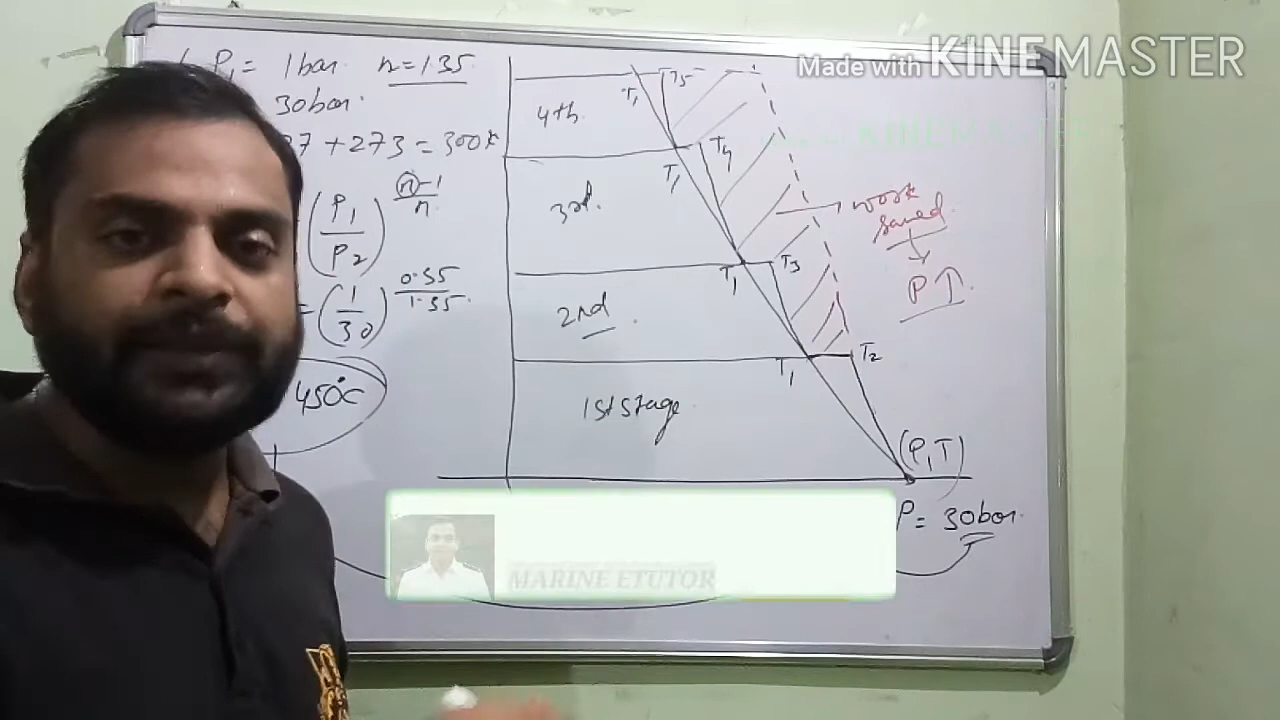 Made with KINEMASTER
P₁ = 1bar n=1.35
30bar.
27 + 273 = 300K
(P₁/P₂)^(n-1/n)
= (1/30)^(0.35/1.35)
450°C
4th.
3rd.
2nd
1st stage
T₁ T₅
T₁ T₄
T₁ T₃
T₁ T₂
work
saved
P↑
(P₁T)
P = 30bar
MARINE ETUTOR